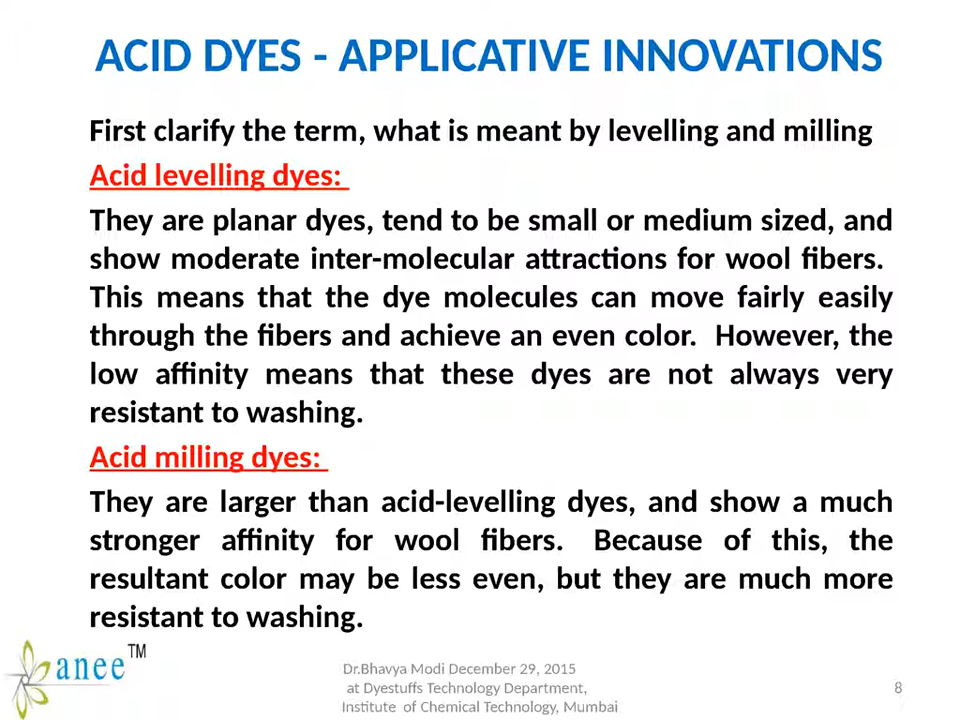 ACID DYES - APPLICATIVE INNOVATIONS
First clarify the term, what is meant by levelling and milling
Acid levelling dyes:
They are planar dyes, tend to be small or medium sized, and
show moderate inter-molecular attractions for wool fibers.
This means that the dye molecules can move fairly easily
through the fibers and achieve an even color. However, the
low affinity means that these dyes are not always very
resistant to washing.
Acid milling dyes:
They are larger than acid-levelling dyes, and show a much
stronger affinity for wool fibers. Because of this, the
resultant color may be less even, but they are much more
resistant to washing.
anee TM
Dr.Bhavya Modi December 29, 2015
at Dyestuffs Technology Department,
Institute of Chemical Technology, Mumbai
8